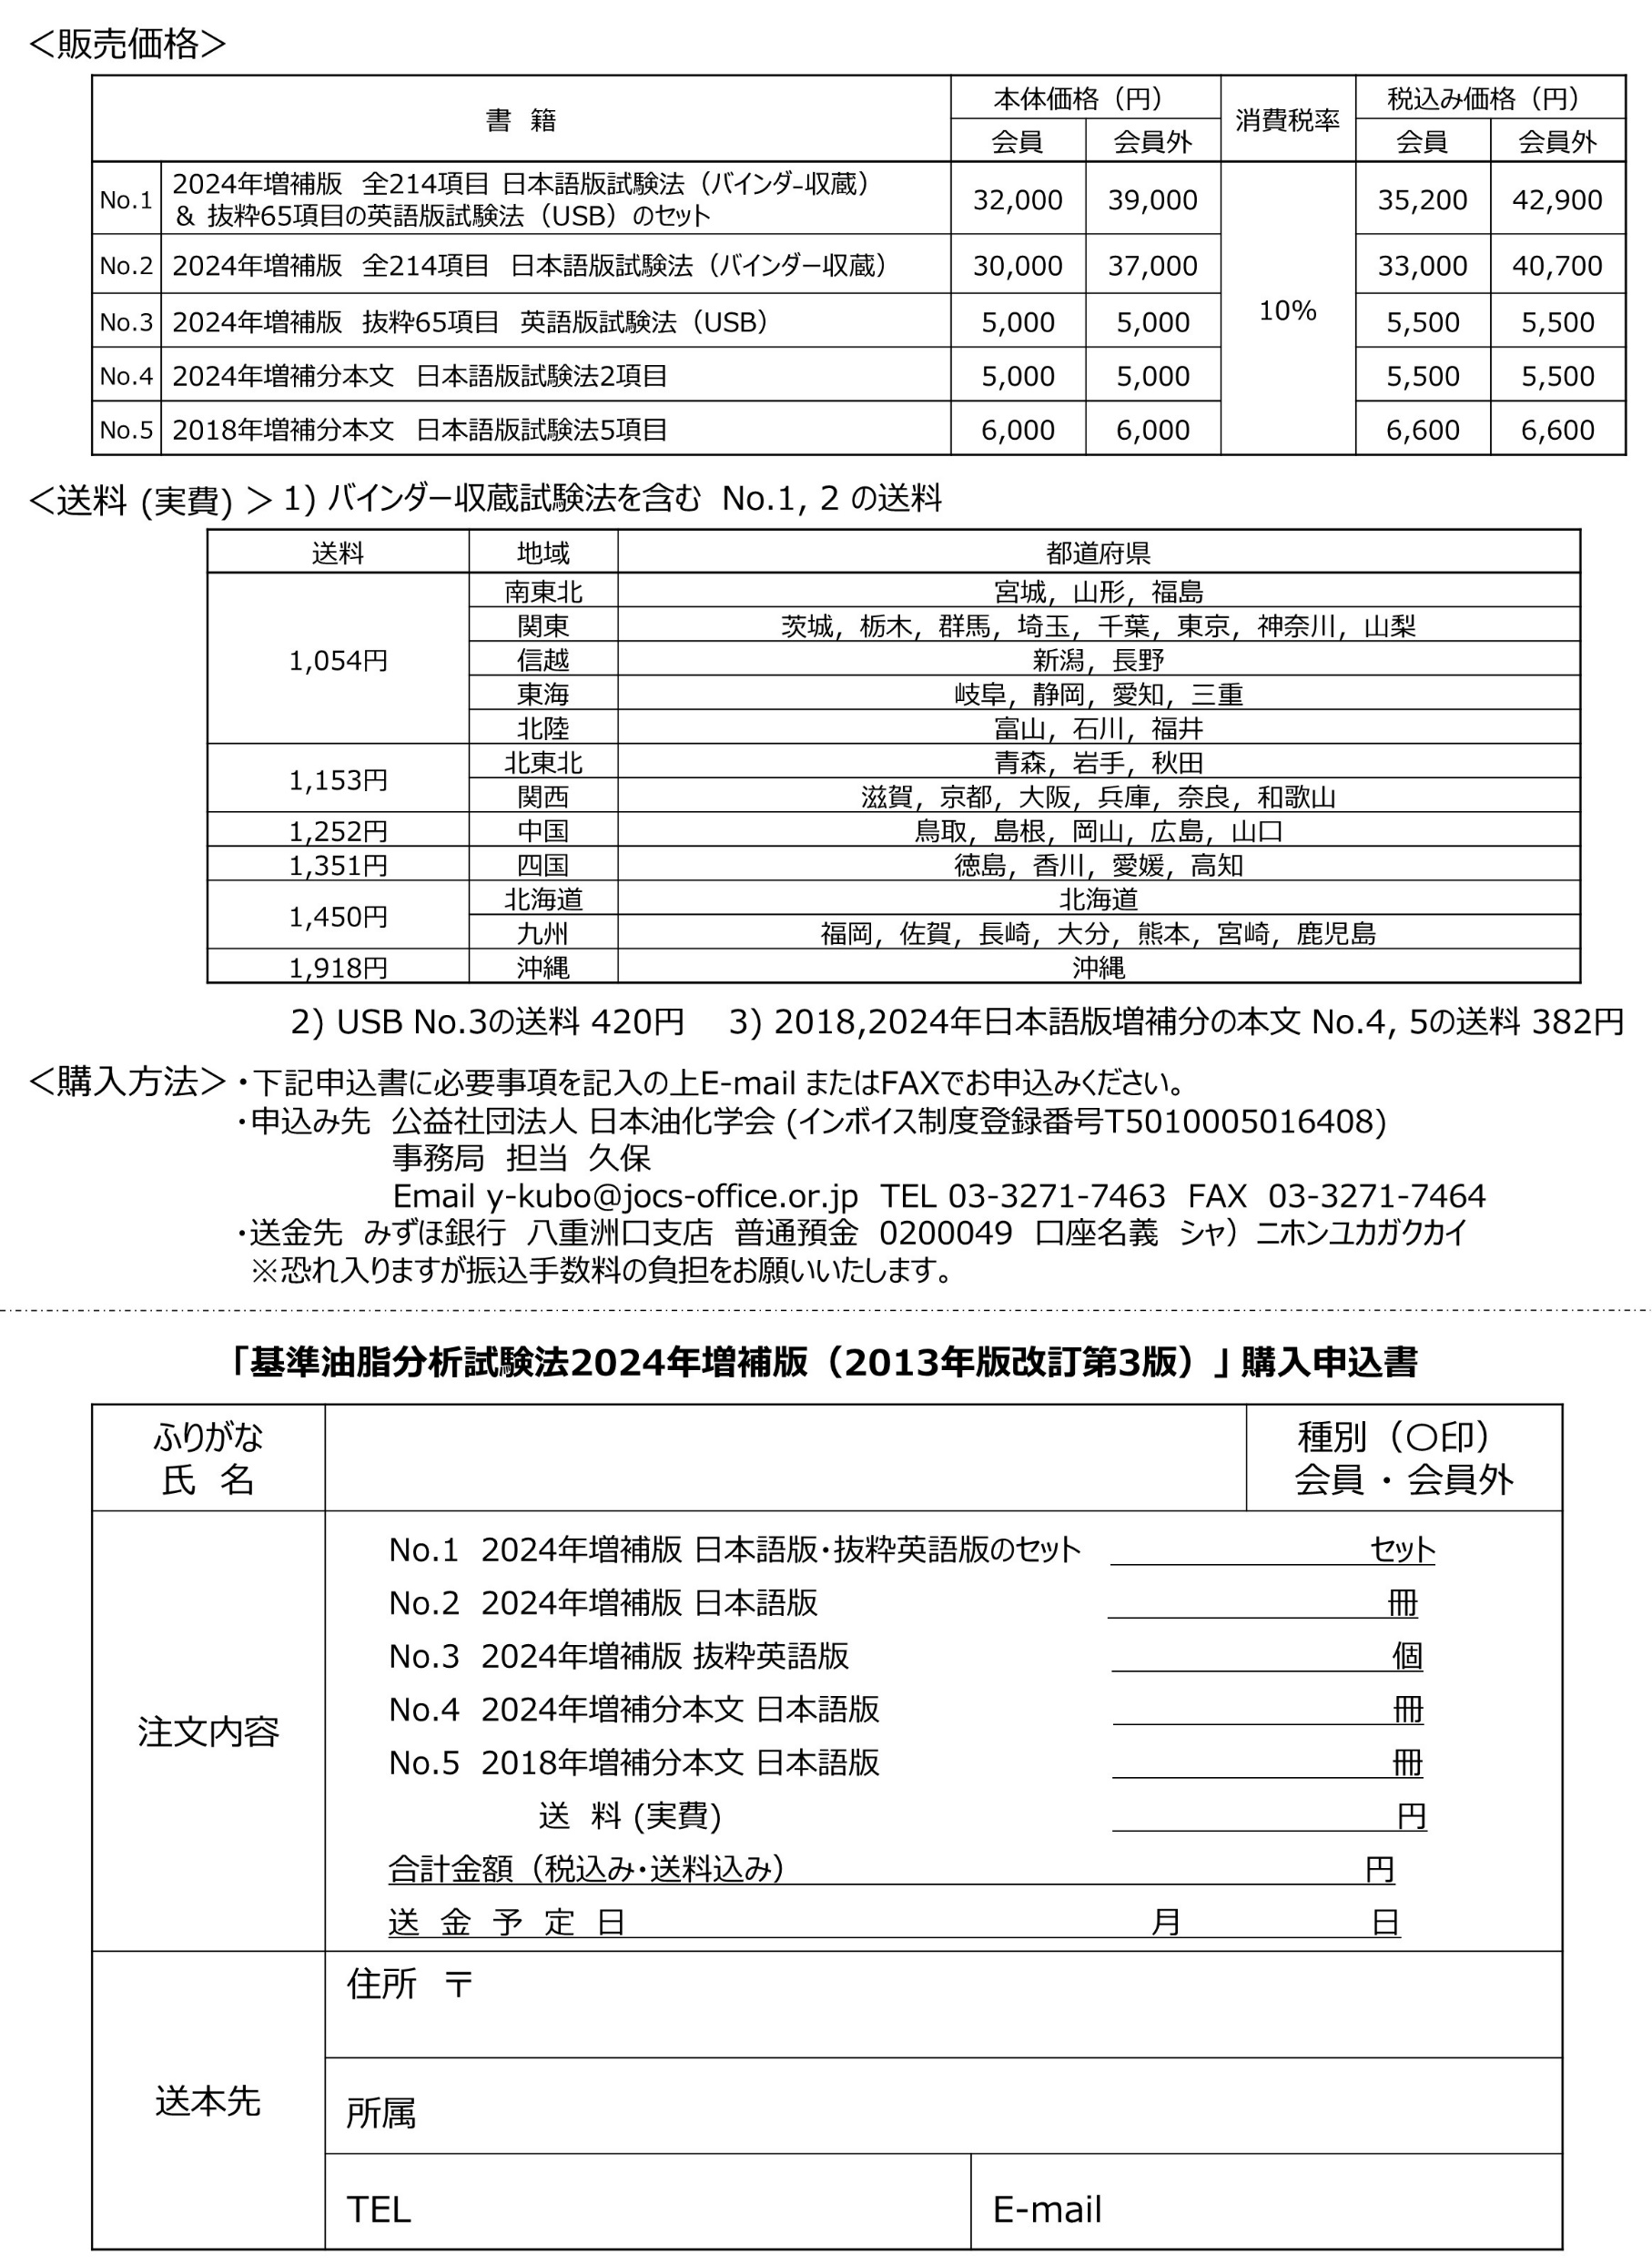 ＜販売価格＞
書 籍 本体価格（円） 消費税率 税込み価格（円）
会員 会員外 会員 会員外
No.1 2024年増補版 全214項目 日本語版試験法（バインダｰ収蔵） & 抜粋65項目の英語版試験法（USB）のセット 32,000 39,000 10% 35,200 42,900
No.2 2024年増補版 全214項目 日本語版試験法（バインダー収蔵） 30,000 37,000 33,000 40,700
No.3 2024年増補版 抜粋65項目 英語版試験法（USB） 5,000 5,000 5,500 5,500
No.4 2024年増補分本文 日本語版試験法2項目 5,000 5,000 5,500 5,500
No.5 2018年増補分本文 日本語版試験法5項目 6,000 6,000 6,600 6,600
＜送料 (実費) ＞1) バインダー収蔵試験法を含む No.1, 2 の送料
送料 地域 都道府県
1,054円 南東北 宮城，山形，福島
関東 茨城，栃木，群馬，埼玉，千葉，東京，神奈川，山梨
信越 新潟，長野
東海 岐阜，静岡，愛知，三重
北陸 富山，石川，福井
1,153円 北東北 青森，岩手，秋田
関西 滋賀，京都，大阪，兵庫，奈良，和歌山
1,252円 中国 鳥取，島根，岡山，広島，山口
1,351円 四国 徳島，香川，愛媛，高知
1,450円 北海道 北海道
九州 福岡，佐賀，長崎，大分，熊本，宮崎，鹿児島
1,918円 沖縄 沖縄
2) USB No.3の送料 420円 3) 2018,2024年日本語版増補分の本文 No.4, 5の送料 382円
＜購入方法＞・下記申込書に必要事項を記入の上E-mail またはFAXでお申込みください。
・申込み先 公益社団法人 日本油化学会 (インボイス制度登録番号T5010005016408)
事務局 担当 久保
Email y-kubo@jocs-office.or.jp TEL 03-3271-7463 FAX 03-3271-7464
・送金先 みずほ銀行 八重洲口支店 普通預金 0200049 口座名義 シャ）ニホンユカガクカイ
※恐れ入りますが振込手数料の負担をお願いいたします。
「基準油脂分析試験法2024年増補版（2013年版改訂第3版）」購入申込書
ふりがな
氏 名
種別（〇印）
会員 ・ 会員外
注文内容
No.1 2024年増補版 日本語版・抜粋英語版のセット セット
No.2 2024年増補版 日本語版 冊
No.3 2024年増補版 抜粋英語版 個
No.4 2024年増補分本文 日本語版 冊
No.5 2018年増補分本文 日本語版 冊
送 料 (実費) 円
合計金額（税込み・送料込み） 円
送 金 予 定 日 月 日
送本先
住所 〒
所属
TEL E-mail